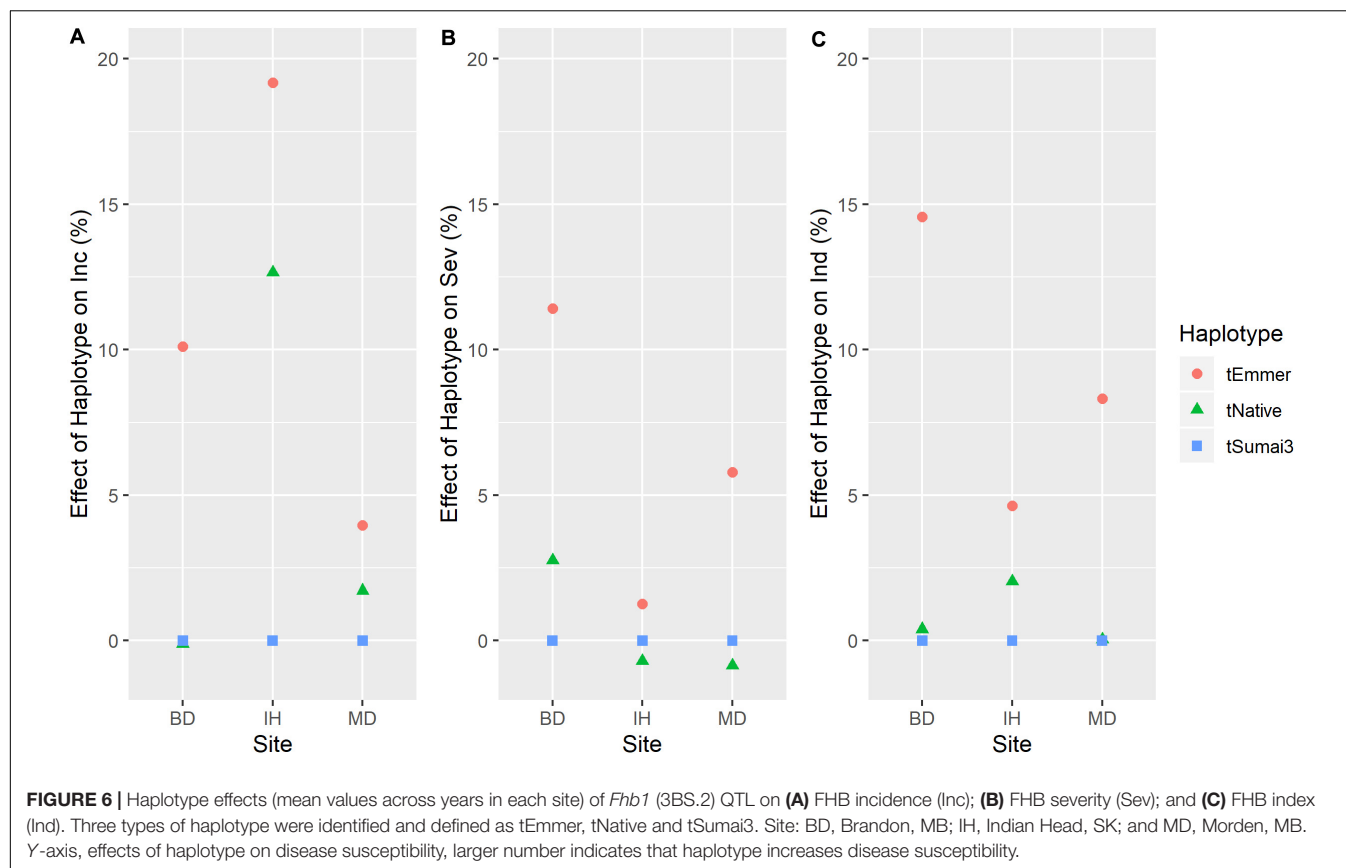 A
Effect of Haplotype on Inc (%)
20
15
10
5
0
BD IH MD
Site
B
Effect of Haplotype on Sev (%)
20
15
10
5
0
BD IH MD
Site
C
Effect of Haplotype on Ind (%)
20
15
10
5
0
BD IH MD
Site
Haplotype
tEmmer
tNative
tSumai3
FIGURE 6 | Haplotype effects (mean values across years in each site) of Fhb1 (3BS.2) QTL on (A) FHB incidence (Inc); (B) FHB severity (Sev); and (C) FHB index
(Ind). Three types of haplotype were identified and defined as tEmmer, tNative and tSumai3. Site: BD, Brandon, MB; IH, Indian Head, SK; and MD, Morden, MB.
Y-axis, effects of haplotype on disease susceptibility, larger number indicates that haplotype increases disease susceptibility.